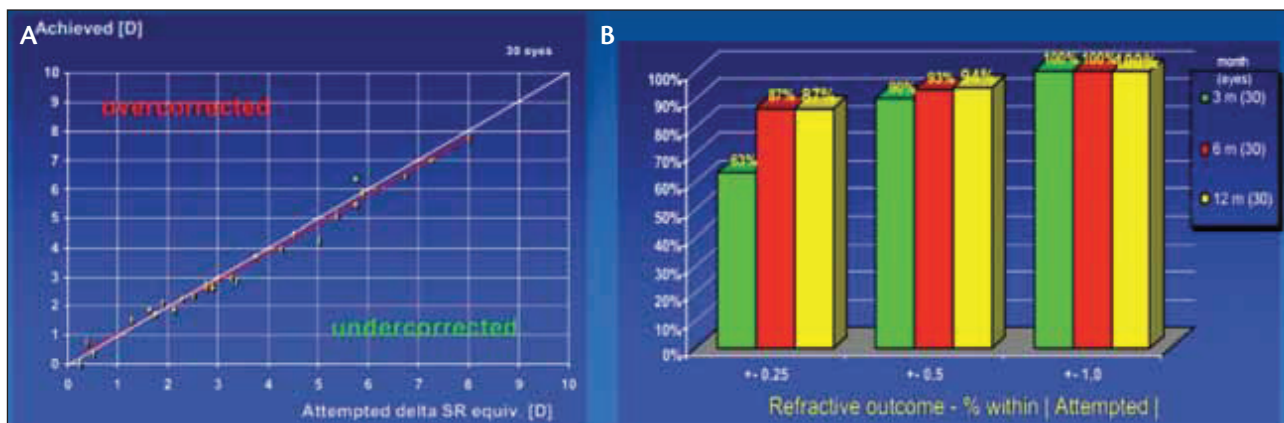 A
Achieved [D]
30 eyes
10
9
8
7
6
5
4
3
2
1
0
overcorrected
undercorrected
0 1 2 3 4 5 6 7 8 9 10
Attempted delta SR equiv. [D]
B
100%
90%
80%
70%
60%
50%
40%
30%
20%
10%
0%
63% 87% 87%
90% 93% 94%
100% 100% 100%
+- 0.25 +- 0.5 +- 1,0
Refractive outcome - % within | Attempted |
month
(eyes)
3 m (30)
6 m (30)
12 m (30)